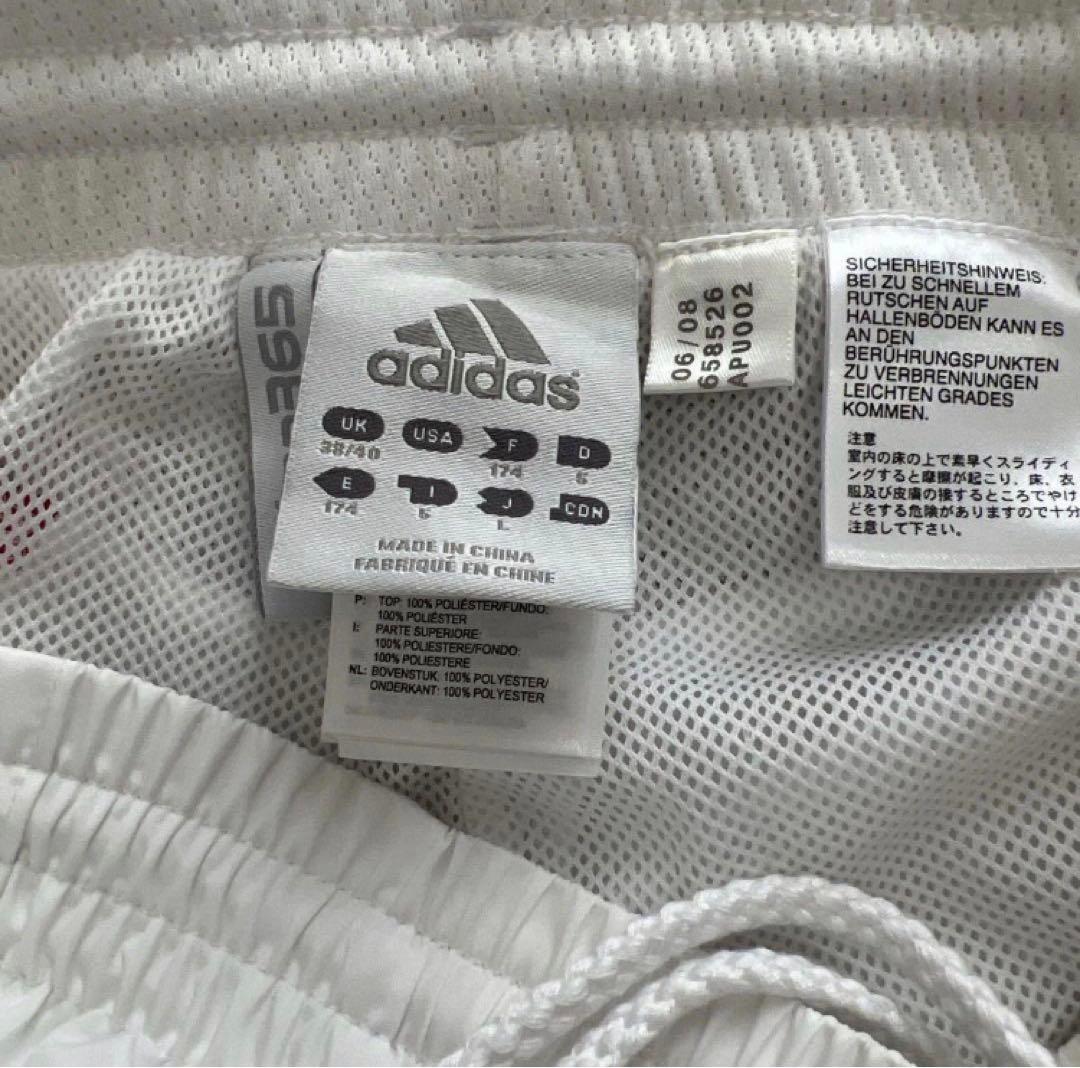 365
adidas
UK
38/40
USA
F
174
D
6
E
174
I
6
J
L
CDN
MADE IN CHINA
FABRIQUÉ EN CHINE
P: TOP: 100% POLIÉSTER/FUNDO:
100% POLIÉSTER
I: PARTE SUPERIORE:
100% POLIESTERE/FONDO:
100% POLIESTERE
NL: BOVENSTUK: 100% POLYESTER/
ONDERKANT: 100% POLYESTER
06/08
658526
APU002
SICHERHEITSHINWEIS:
BEI ZU SCHNELLEM
RUTSCHEN AUF
HALLENBÖDEN KANN ES
AN DEN
BERÜHRUNGSPUNKTEN
ZU VERBRENNUNGEN
LEICHTEN GRADES
KOMMEN.
注意
室内の床の上で素早くスライディ
ングすると摩擦が起こり、床、衣
服及び皮膚の接するところでやけ
どをする危険がありますので十分
注意して下さい。